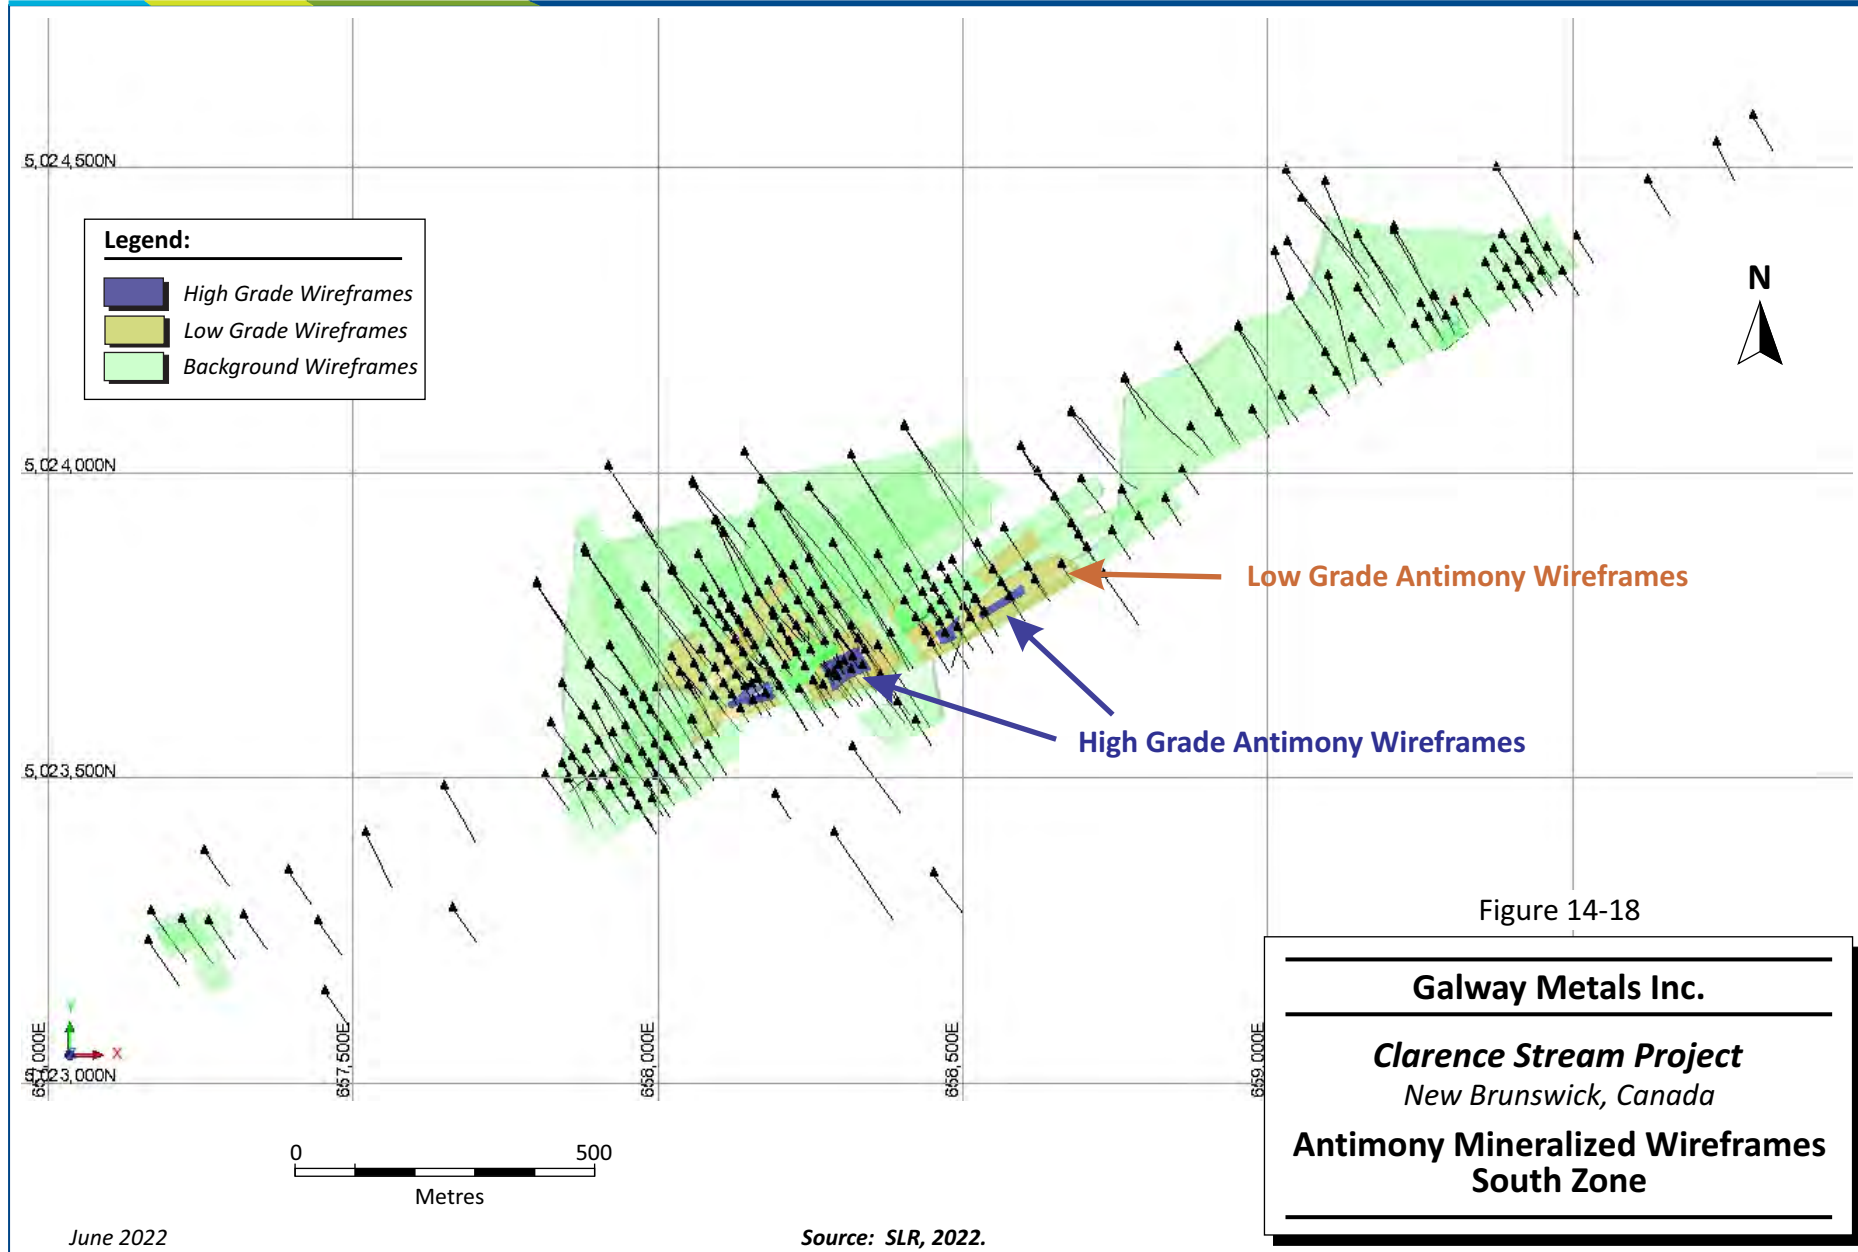 5,024,500N
Legend:
High Grade Wireframes
Low Grade Wireframes
Background Wireframes
N
5,024,000N
Low Grade Antimony Wireframes
High Grade Antimony Wireframes
5,023,500N
Figure 14-18
Galway Metals Inc.
Clarence Stream Project
New Brunswick, Canada
Antimony Mineralized Wireframes
South Zone
Y
X
5,023,000N
657,500E
658,000E
658,500E
0 500
Metres
June 2022
Source: SLR, 2022.